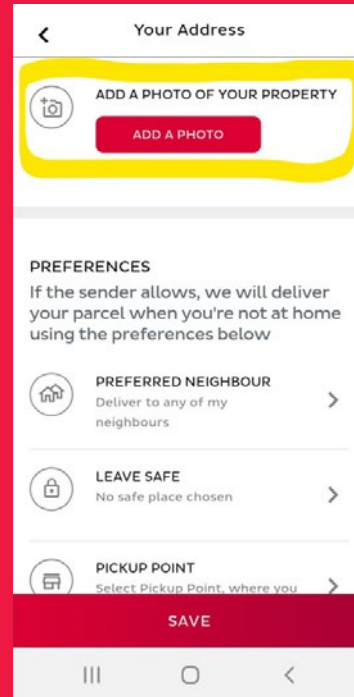 Your Address
ADD A PHOTO OF YOUR PROPERTY
ADD A PHOTO
PREFERENCES
If the sender allows, we will deliver
your parcel when you're not at home
using the preferences below
PREFERRED NEIGHBOUR
Deliver to any of my
neighbours
LEAVE SAFE
No safe place chosen
PICKUP POINT
Select Pickup Point, where you
SAVE